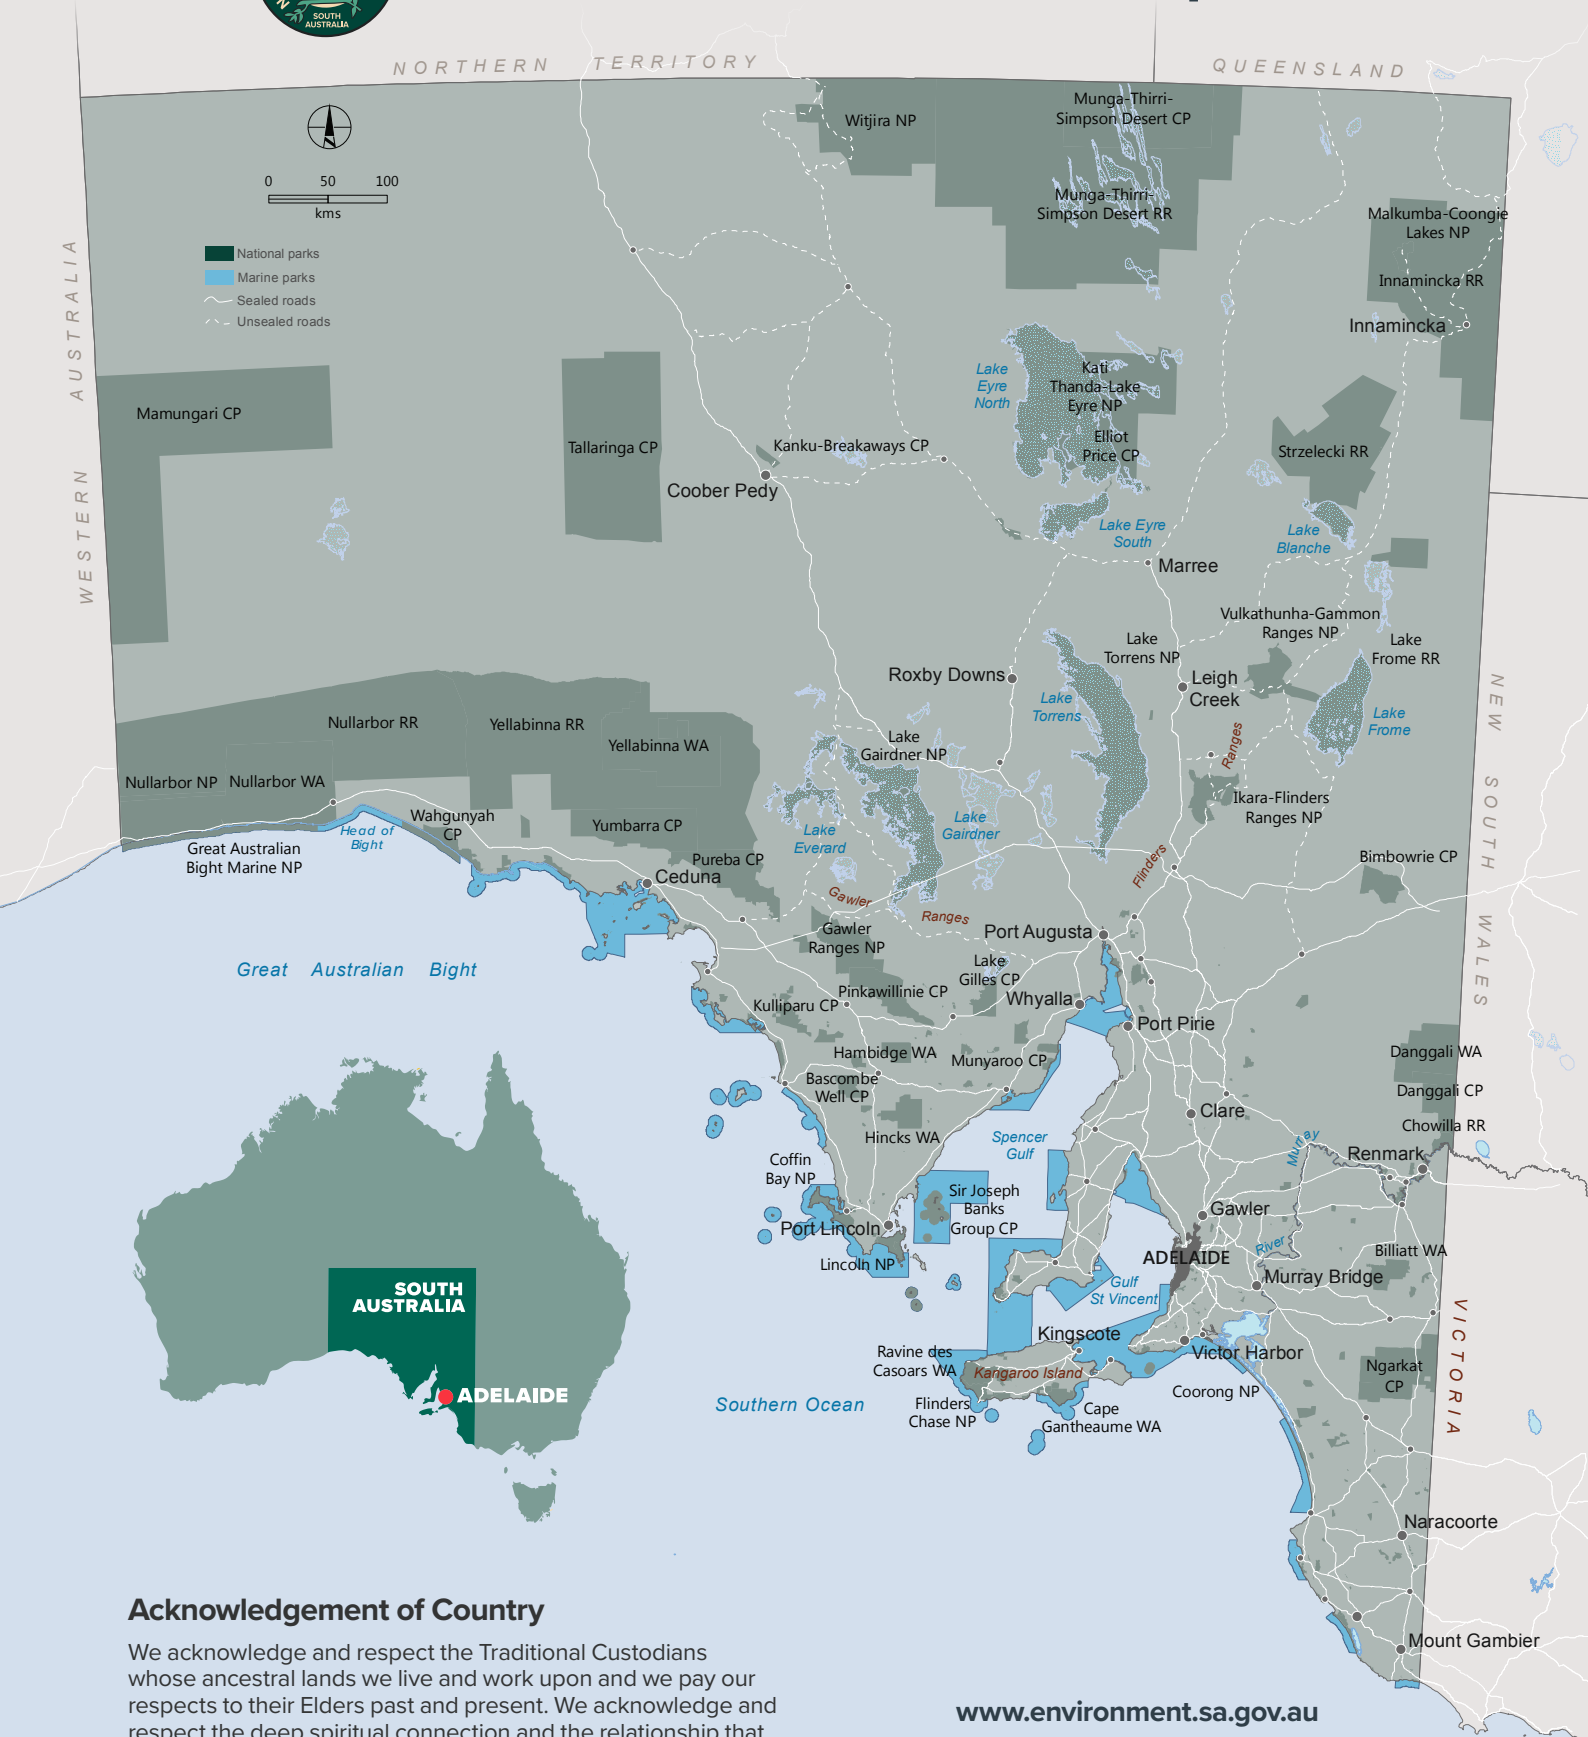 SOUTH
AUSTRALIA
NORTHERN TERRITORY
QUEENSLAND
WESTERN AUSTRALIA
NEW SOUTH WALES
VICTORIA
0 50 100
kms
National parks
Marine parks
Sealed roads
Unsealed roads
Witjira NP
Munga-Thirri-
Simpson Desert CP
Munga-Thirri-
Simpson Desert RR
Malkumba-Coongie
Lakes NP
Innamincka RR
Innamincka
Mamungari CP
Tallaringa CP
Kanku-Breakaways CP
Coober Pedy
Lake
Eyre
North
Kati
Thanda-Lake
Eyre NP
Elliot
Price CP
Strzelecki RR
Lake Eyre
South
Lake
Blanche
Marree
Vulkathunha-Gammon
Ranges NP
Lake
Frome RR
Lake
Torrens NP
Roxby Downs
Leigh
Creek
Lake
Torrens
Lake
Frome
Nullarbor RR
Yellabinna RR
Yellabinna WA
Lake
Gairdner NP
Ranges
Nullarbor NP
Nullarbor WA
Ikara-Flinders
Ranges NP
Wahgunyah
CP
Yumbarra CP
Head of
Bight
Lake
Everard
Lake
Gairdner
Great Australian
Bight Marine NP
Pureba CP
Ceduna
Flinders
Bimbowrie CP
Gawler
Ranges
Gawler
Ranges NP
Port Augusta
Great Australian Bight
Lake
Gilles CP
Pinkawillinie CP
Kulliparu CP
Whyalla
Port Pirie
Hambidge WA
Munyaroo CP
Danggali WA
Bascombe
Well CP
Danggali CP
Clare
Chowilla RR
Hincks WA
Spencer
Gulf
Murray
Renmark
Coffin
Bay NP
Sir Joseph
Banks
Group CP
Port Lincoln
Gawler
ADELAIDE
River
Billiatt WA
Lincoln NP
Murray Bridge
Gulf
St Vincent
SOUTH
AUSTRALIA
Kingscote
Ravine des
Casoars WA
Victor Harbor
Kangaroo Island
Ngarkat
CP
ADELAIDE
Coorong NP
Southern Ocean
Flinders
Chase NP
Cape
Gantheaume WA
Naracoorte
Mount Gambier
Acknowledgement of Country
We acknowledge and respect the Traditional Custodians
whose ancestral lands we live and work upon and we pay our
respects to their Elders past and present. We acknowledge and
respect the deep spiritual connection and the relationship that
www.environment.sa.gov.au